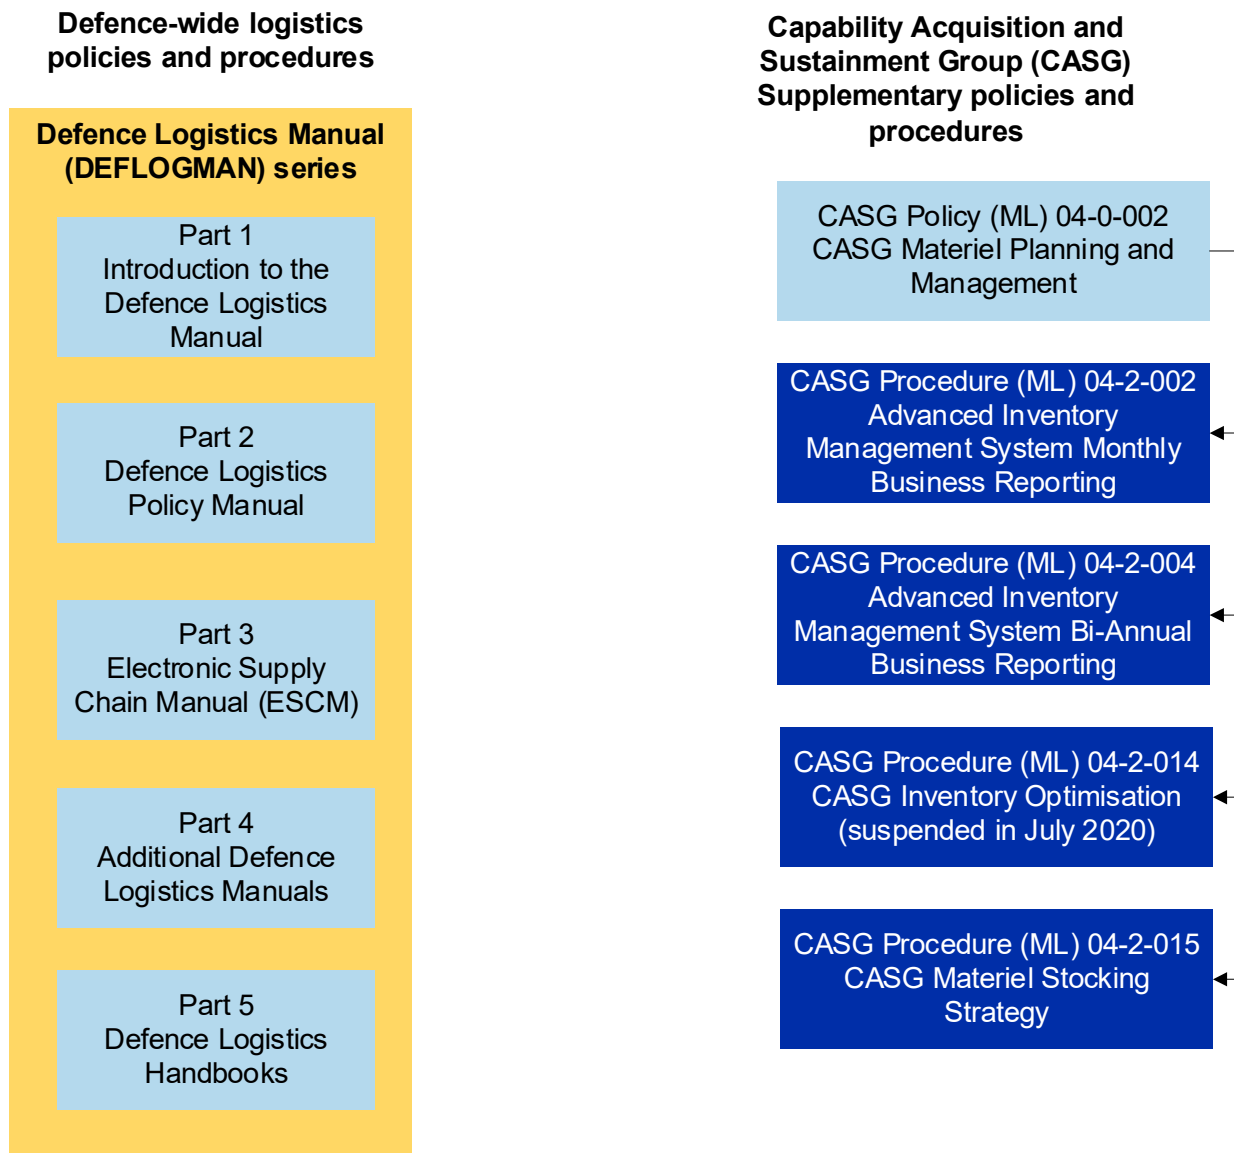 Defence-wide logistics
policies and procedures
Defence Logistics Manual
(DEFLOGMAN) series
Part 1
Introduction to the
Defence Logistics
Manual
Part 2
Defence Logistics
Policy Manual
Part 3
Electronic Supply
Chain Manual (ESCM)
Part 4
Additional Defence
Logistics Manuals
Part 5
Defence Logistics
Handbooks
Capability Acquisition and
Sustainment Group (CASG)
Supplementary policies and
procedures
CASG Policy (ML) 04-0-002
CASG Materiel Planning and
Management
CASG Procedure (ML) 04-2-002
Advanced Inventory
Management System Monthly
Business Reporting
CASG Procedure (ML) 04-2-004
Advanced Inventory
Management System Bi-Annual
Business Reporting
CASG Procedure (ML) 04-2-014
CASG Inventory Optimisation
(suspended in July 2020)
CASG Procedure (ML) 04-2-015
CASG Materiel Stocking
Strategy